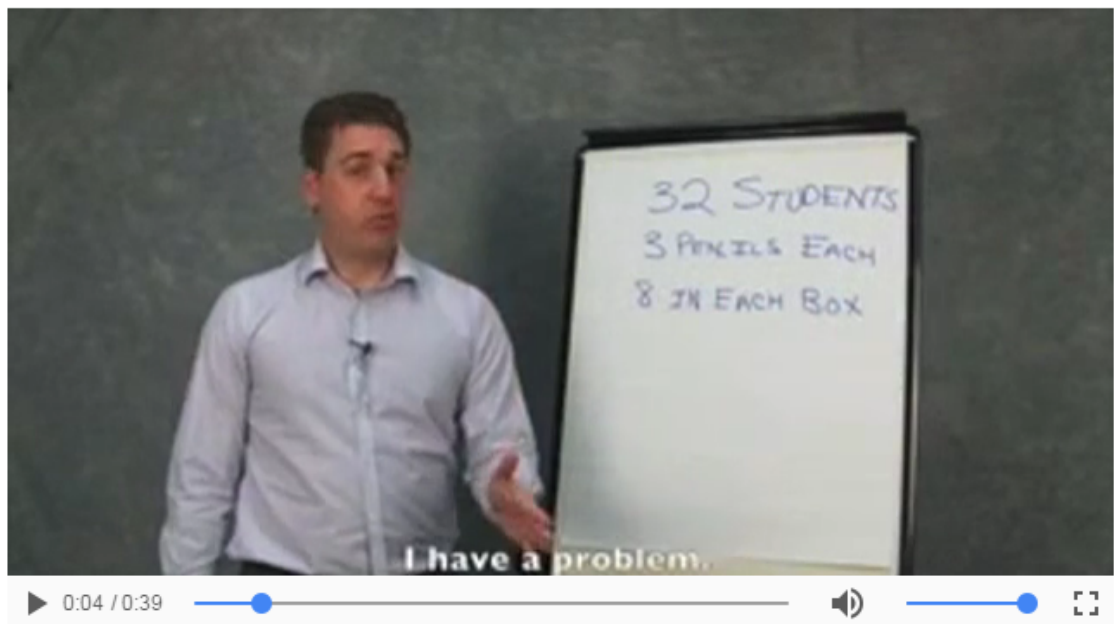 32 STUDENTS
3 PENCILS EACH
8 IN EACH BOX
I have a problem.
0:04 / 0:39